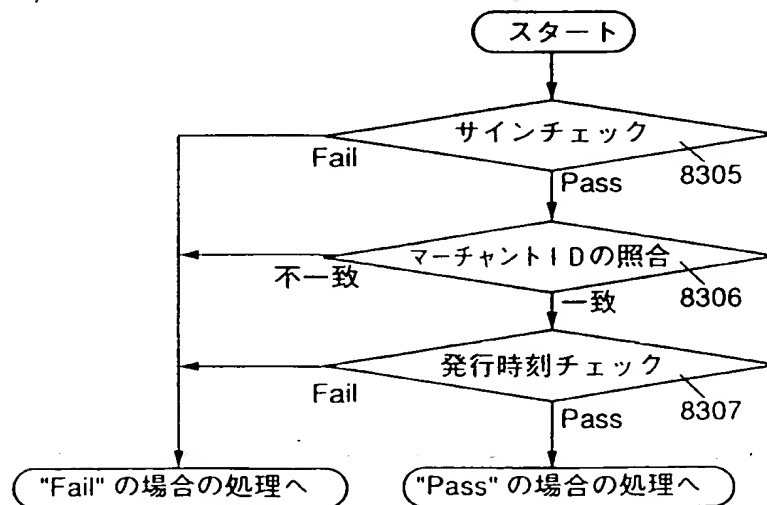 スタート
サインチェック
Fail
8305
Pass
マーチャントIDの照合
不一致
8306
一致
発行時刻チェック
Fail
8307
Pass
"Fail" の場合の処理へ
"Pass" の場合の処理へ